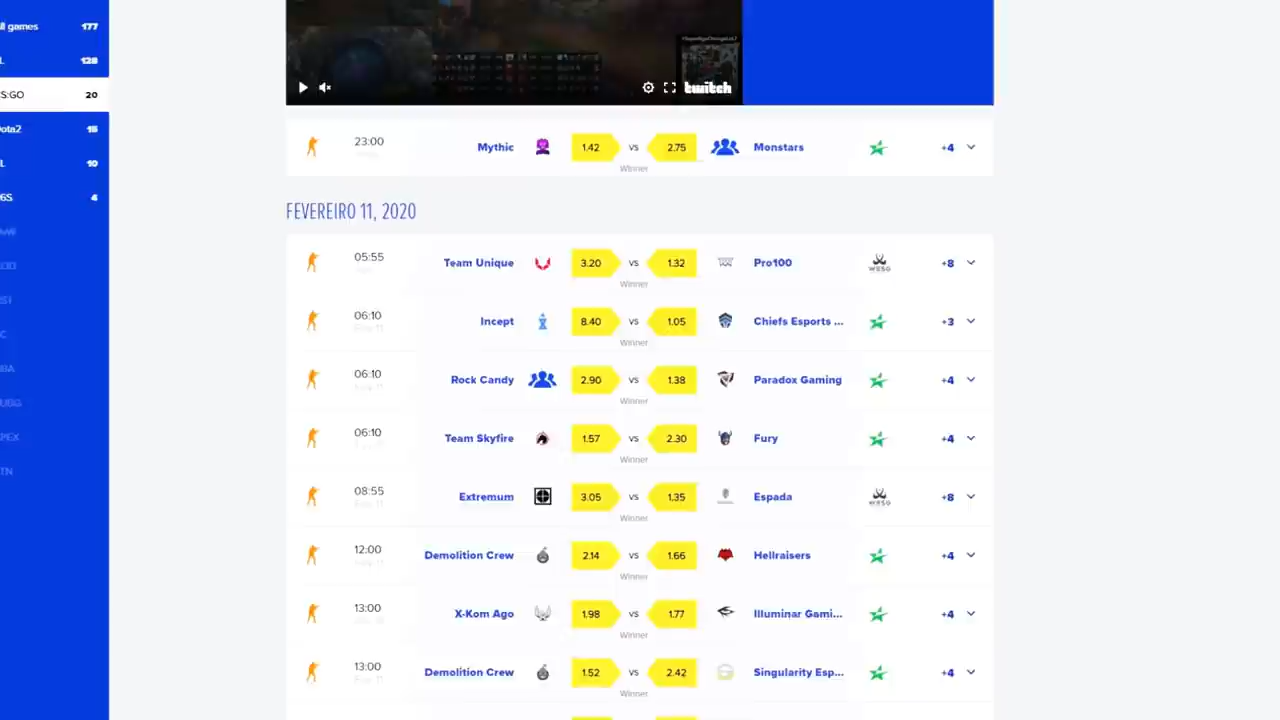 ll games 177
L 128
S:GO 20
ota2 15
L 10
6S 4
twitch
23:00 Mythic 1.42 vs 2.75 Monstars +4
Winner
FEVEREIRO 11, 2020
05:55 Team Unique 3.20 vs 1.32 Pro100 WESG +8
Winner
06:10 Incept 8.40 vs 1.05 Chiefs Esports ... +3
Winner
06:10 Rock Candy 2.90 vs 1.38 Paradox Gaming +4
Winner
06:10 Team Skyfire 1.57 vs 2.30 Fury +4
Winner
08:55 Extremum 3.05 vs 1.35 Espada WESG +8
Winner
12:00 Demolition Crew 2.14 vs 1.66 Hellraisers +4
Winner
13:00 X-Kom Ago 1.98 vs 1.77 Illuminar Gami... +4
Winner
13:00 Demolition Crew 1.52 vs 2.42 Singularity Esp... +4
Winner
UBG
PEX
TN